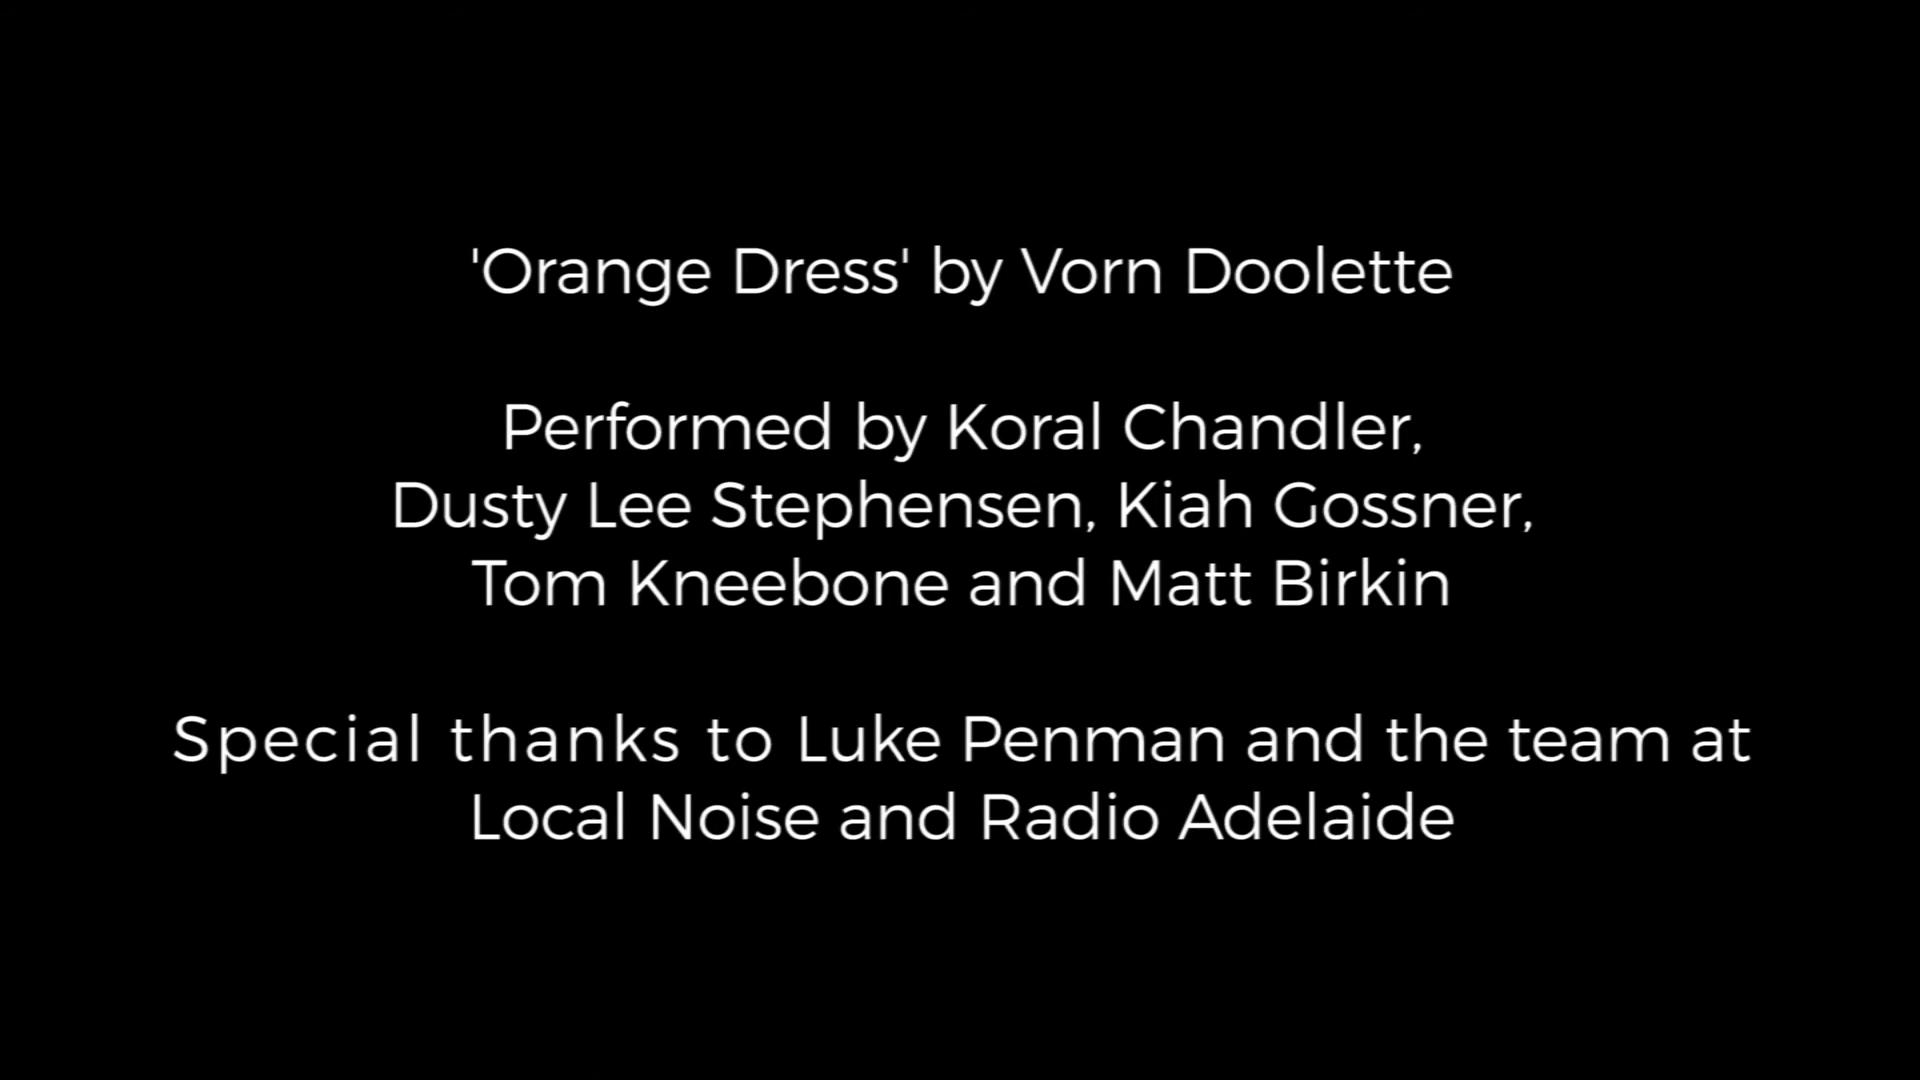 'Orange Dress' by Vorn Doolette
Performed by Koral Chandler,
Dusty Lee Stephensen, Kiah Gossner,
Tom Kneebone and Matt Birkin
Special thanks to Luke Penman and the team at
Local Noise and Radio Adelaide